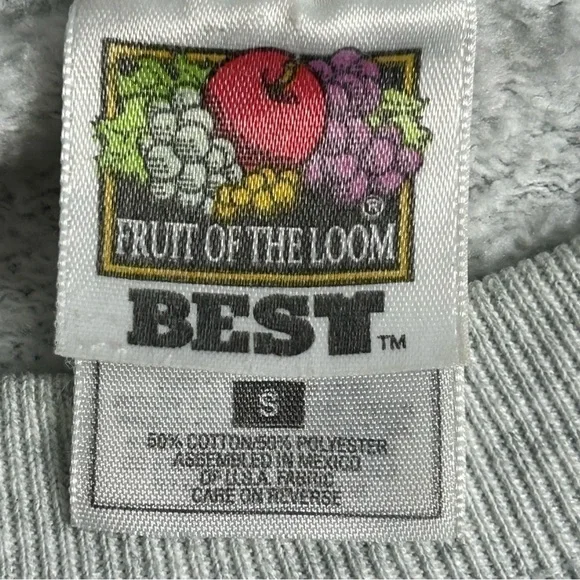 ®
FRUIT OF THE LOOM
BEST™
S
50% COTTON/50% POLYESTER
ASSEMBLED IN MEXICO
OF U.S.A. FABRIC
CARE ON REVERSE